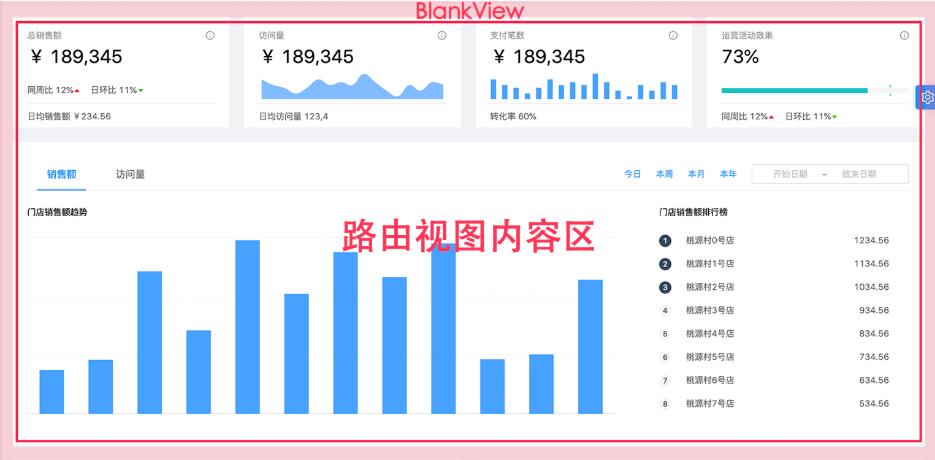 BlankView
总销售额
¥ 189,345
同周比 12% 日环比 11%
日均销售额 ¥234.56
访问量
¥ 189,345
日均访问量 123,4
支付笔数
¥ 189,345
转化率 60%
运营活动效果
73%
同周比 12% 日环比 11%
销售额 访问量
今日 本周 本月 本年 开始日期 ~ 结束日期
门店销售额趋势
路由视图内容区
门店销售额排行榜
1 桃源村0号店 1234.56
2 桃源村1号店 1134.56
3 桃源村2号店 1034.56
4 桃源村3号店 934.56
5 桃源村4号店 834.56
6 桃源村5号店 734.56
7 桃源村6号店 634.56
8 桃源村7号店 534.56